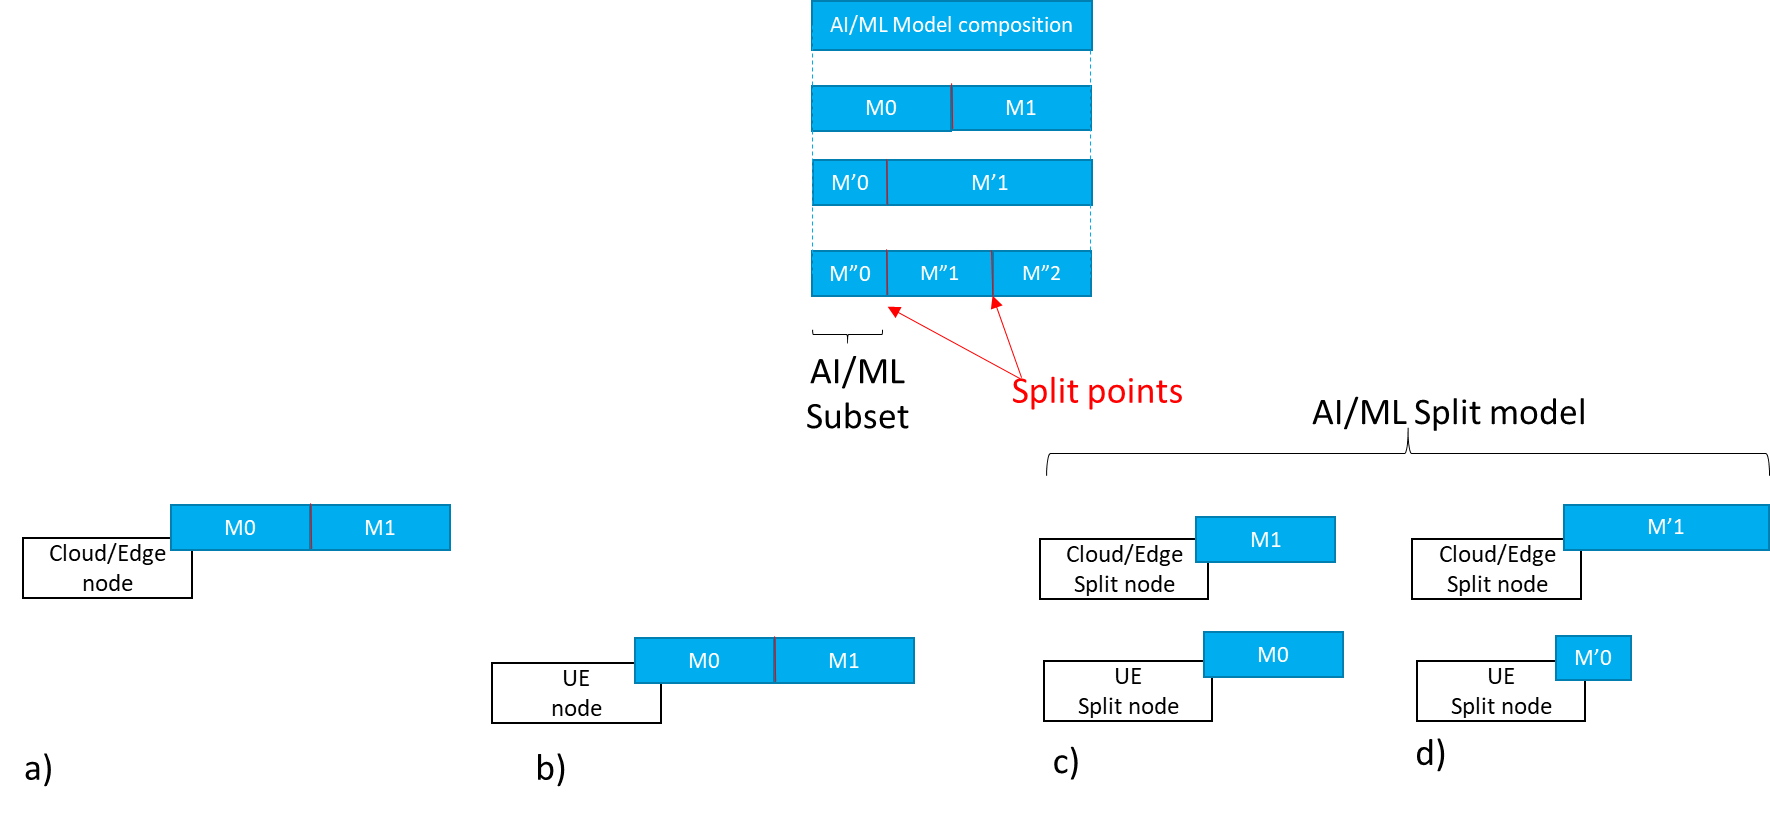 AI/ML Model composition
M0 M1
M’0 M’1
M”0 M”1 M”2
AI/ML
Subset
Split points
AI/ML Split model
M0 M1
Cloud/Edge
node
M0 M1
UE
node
M1
Cloud/Edge
Split node
M0
UE
Split node
M’1
Cloud/Edge
Split node
M’0
UE
Split node
a)
b)
c)
d)